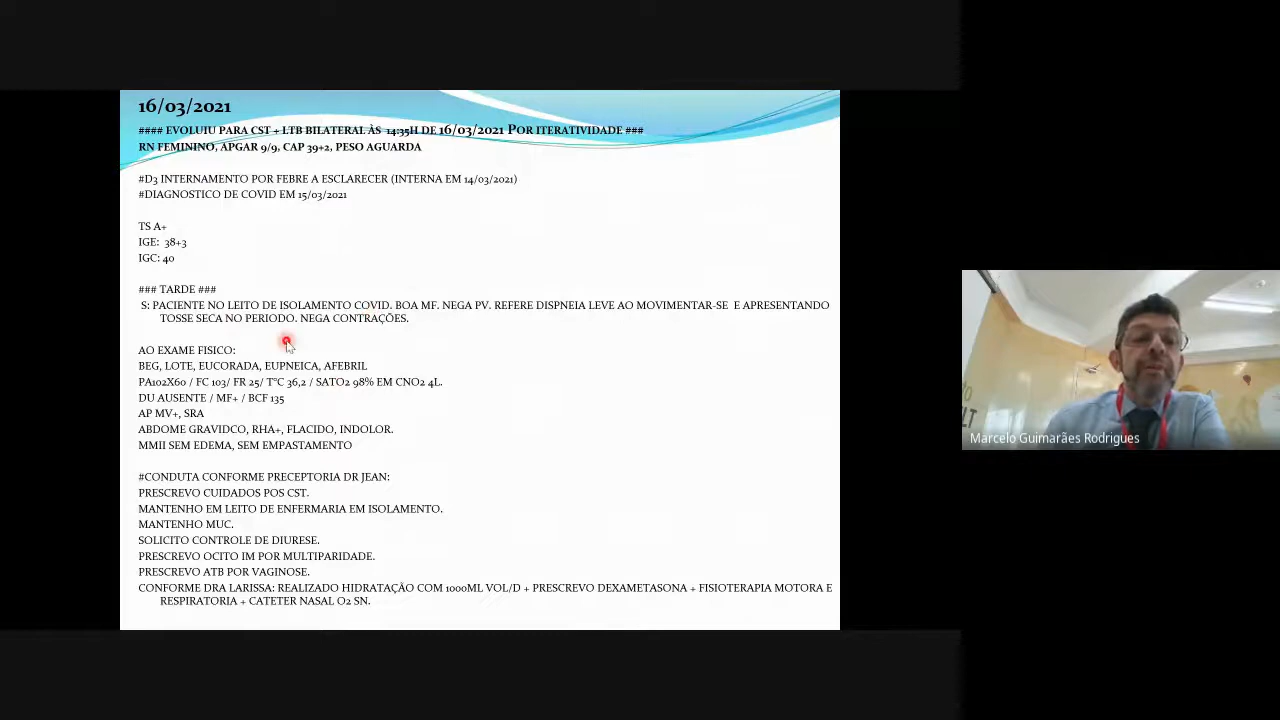 16/03/2021
#### EVOLUIU PARA CST + LTB BILATERAL ÀS 14:35H DE 16/03/2021 POR ITERATIVIDADE ###
RN FEMININO, APGAR 9/9, CAP 39+2, PESO AGUARDA
#D3 INTERNAMENTO POR FEBRE A ESCLARECER (INTERNA EM 14/03/2021)
#DIAGNOSTICO DE COVID EM 15/03/2021
TS A+
IGE: 38+3
IGC: 40
### TARDE ###
S: PACIENTE NO LEITO DE ISOLAMENTO COVID. BOA MF. NEGA PV. REFERE DISPNEIA LEVE AO MOVIMENTAR-SE E APRESENTANDO
TOSSE SECA NO PERIODO. NEGA CONTRAÇÕES.
AO EXAME FISICO:
BEG, LOTE, EUCORADA, EUPNEICA, AFEBRIL
PA102X60 / FC 103/ FR 25/ T°C 36,2 / SATO2 98% EM CNO2 4L.
DU AUSENTE / MF+ / BCF 135
AP MV+, SRA
ABDOME GRAVIDCO, RHA+, FLACIDO, INDOLOR.
MMII SEM EDEMA, SEM EMPASTAMENTO
#CONDUTA CONFORME PRECEPTORIA DR JEAN:
PRESCREVO CUIDADOS POS CST.
MANTENHO EM LEITO DE ENFERMARIA EM ISOLAMENTO.
MANTENHO MUC.
SOLICITO CONTROLE DE DIURESE.
PRESCREVO OCITO IM POR MULTIPARIDADE.
PRESCREVO ATB POR VAGINOSE.
CONFORME DRA LARISSA: REALIZADO HIDRATAÇÃO COM 1000ML VOL/D + PRESCREVO DEXAMETASONA + FISIOTERAPIA MOTORA E
RESPIRATORIA + CATETER NASAL O2 SN.
Marcelo Guimarães Rodrigues